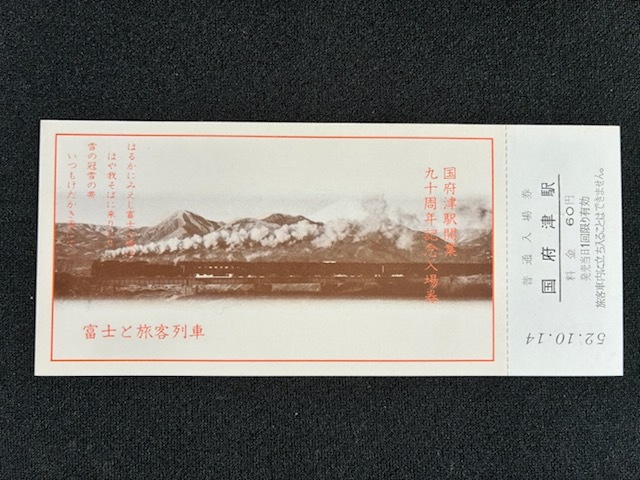 国府津駅開業
九十周年記念入場券
はるかにみえし富士の嶺は
はや我そばに来りたり
雪の冠雪の帯
いつもけだかき
富士と旅客列車
普通入場券
国府津駅
料金 60円
発売当日1回限り有効
旅客車内に立ち入ることはできません。
52.10.14